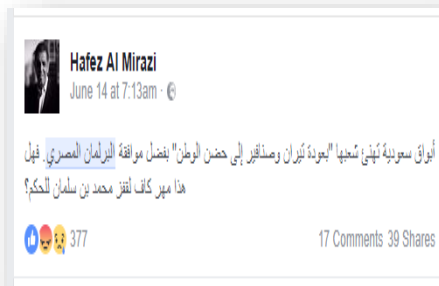 Hafez Al Mirazi
June 14 at 7:13am ·
أبواق سعودية تهنئ شعبها "بعودة تيران وصنافير إلى حضن الوطن" بفضل موافقة البرلمان المصري. فهل
هذا مهر كاف لقفز محمد بن سلمان للحكم؟
377
17 Comments 39 Shares